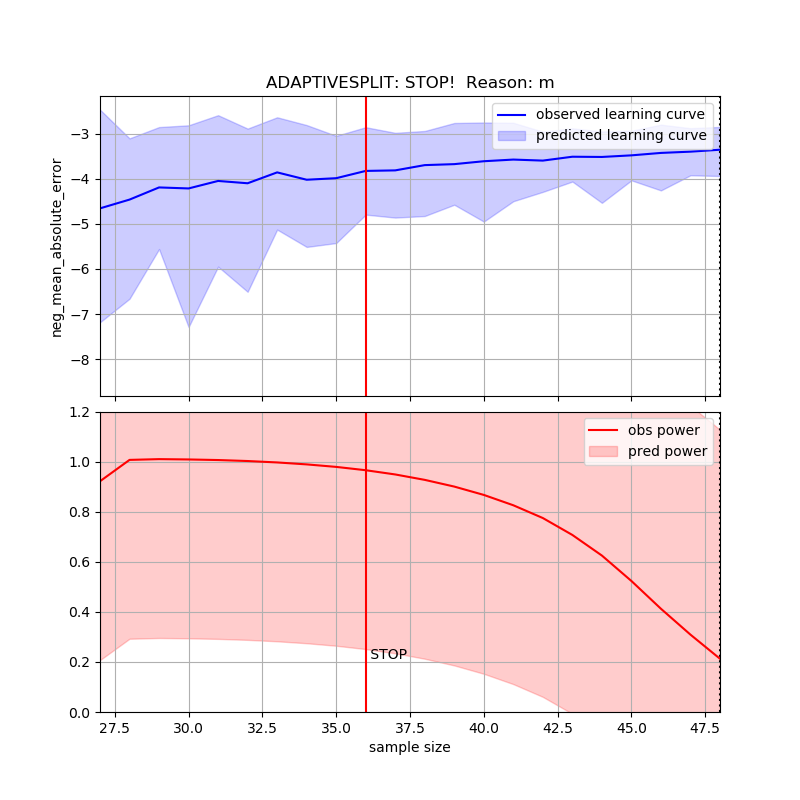 ADAPTIVESPLIT: STOP!  Reason: m
observed learning curve
predicted learning curve
neg_mean_absolute_error
−3
−4
−5
−6
−7
−8
obs power
pred power
1.2
1.0
0.8
0.6
0.4
0.2
0.0
STOP
27.5 30.0 32.5 35.0 37.5 40.0 42.5 45.0 47.5
sample size